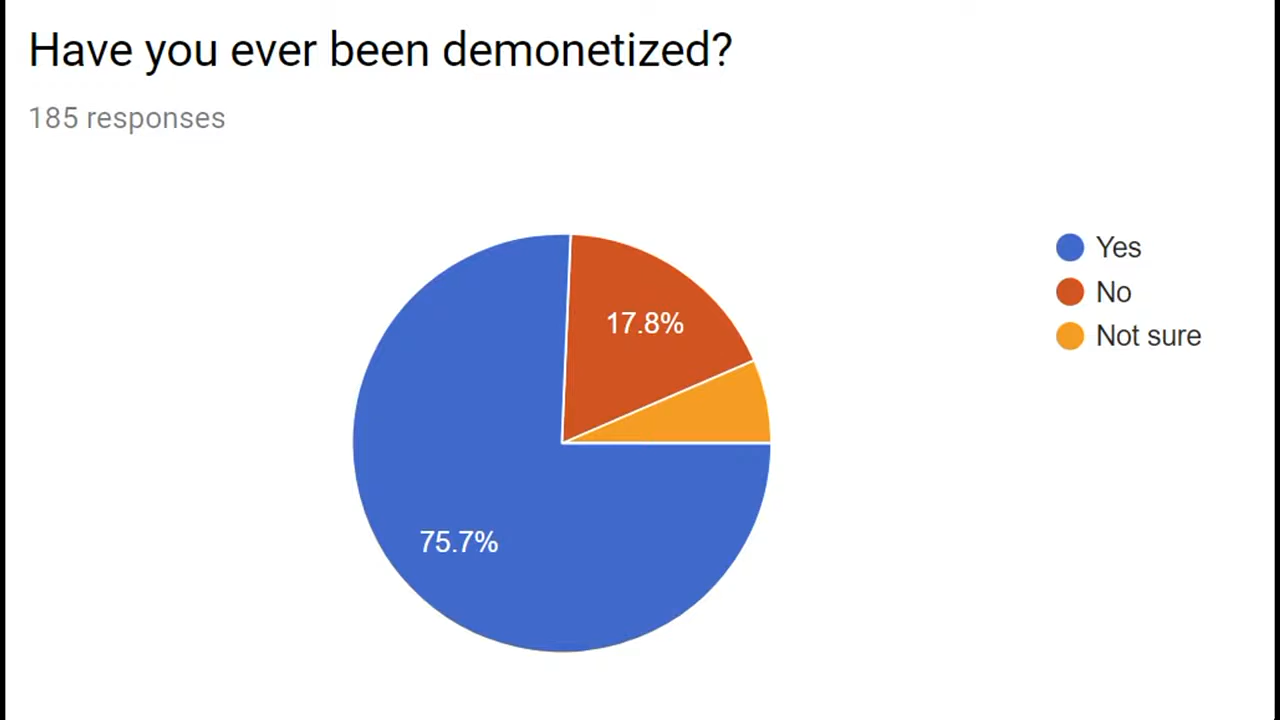 Have you ever been demonetized?
185 responses
Yes
No
Not sure
17.8%
75.7%